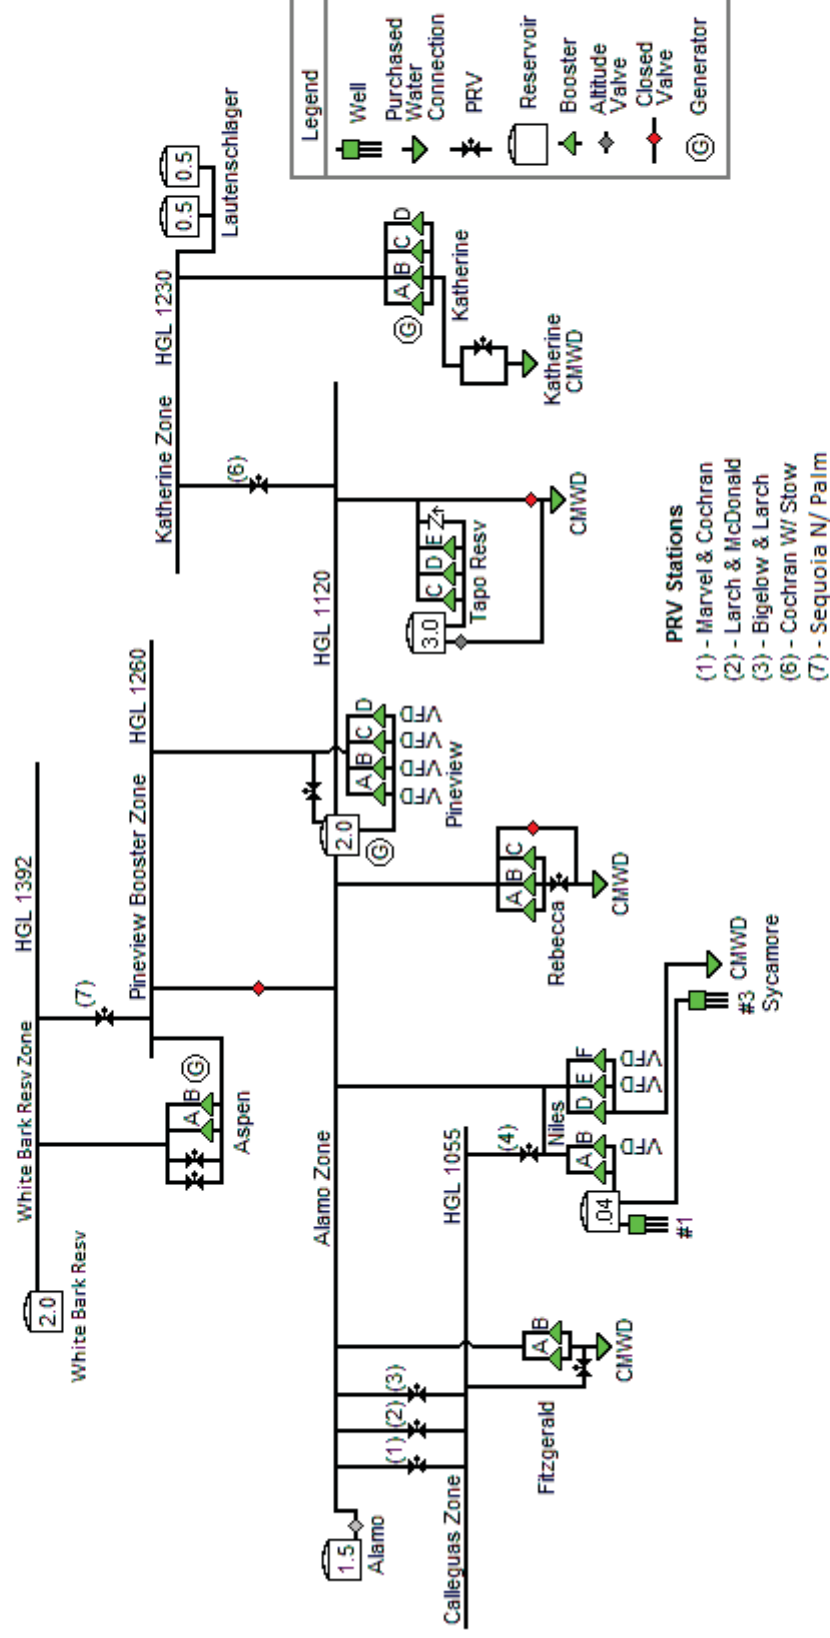 White Bark Resv Zone
HGL 1392
2.0
White Bark Resv
(7)
Pineview Booster Zone
HGL 1260
A
B
G
Aspen
Katherine Zone
HGL 1230
0.5
0.5
Lautenschlager
(6)
Alamo Zone
HGL 1120
1.5
Alamo
(1)
(2)
(3)
2.0
G
A
B
C
D
VFD
VFD
VFD
VFD
Pineview
3.0
C
D
E
Tapo Resv
CMWD
G
A
B
C
D
Katherine
Katherine
CMWD
Calleguas Zone
HGL 1055
Fitzgerald
A
B
CMWD
(4)
Niles
.04
A
B
VFD
D
E
F
VFD
VFD
#1
#3
CMWD
Sycamore
Rebecca
A
B
C
CMWD
PRV Stations
(1) - Marvel & Cochran
(2) - Larch & McDonald
(3) - Bigelow & Larch
(6) - Cochran W/ Stow
(7) - Sequoia N/ Palm
Legend
Well
Purchased
Water
Connection
PRV
Reservoir
Booster
Altitude
Valve
Closed
Valve
G
Generator